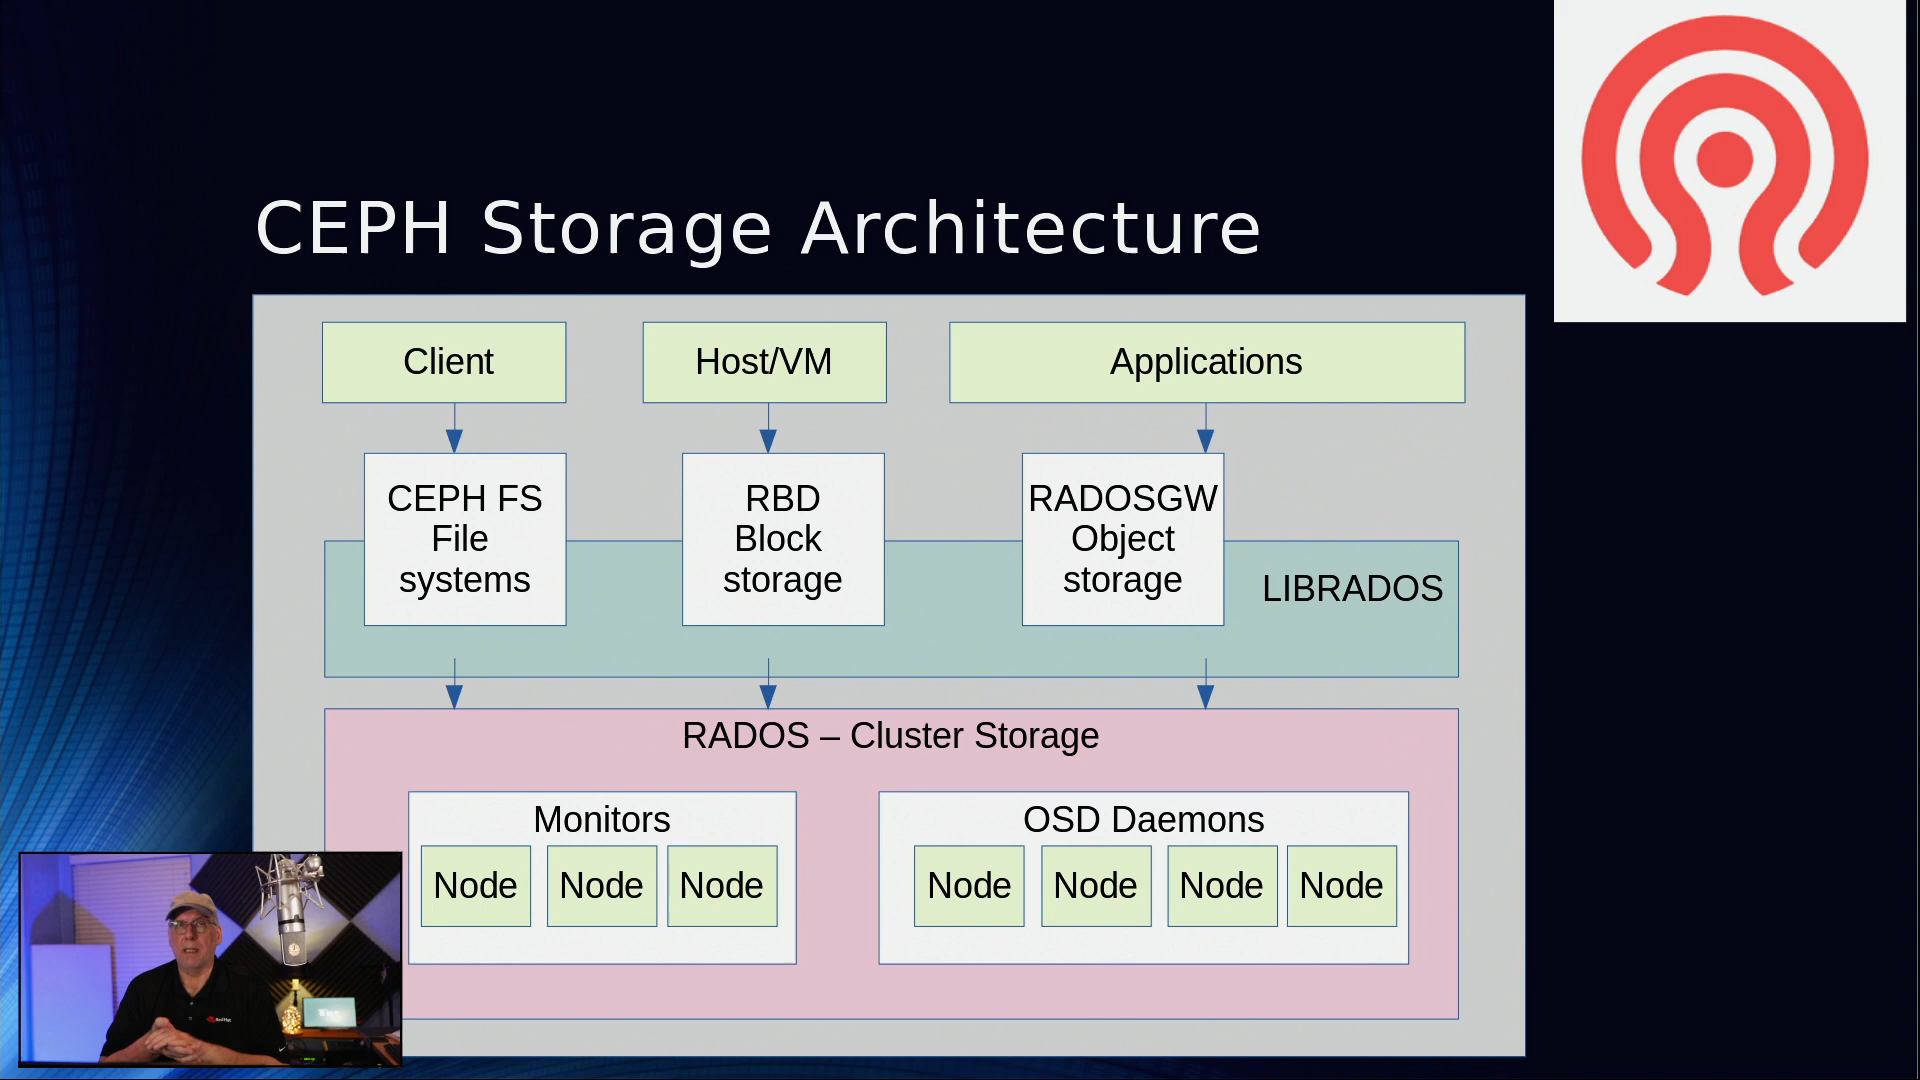 CEPH Storage Architecture
Client
Host/VM
Applications
CEPH FS
File
systems
RBD
Block
storage
RADOSGW
Object
storage
LIBRADOS
RADOS – Cluster Storage
Monitors
Node
Node
Node
OSD Daemons
Node
Node
Node
Node